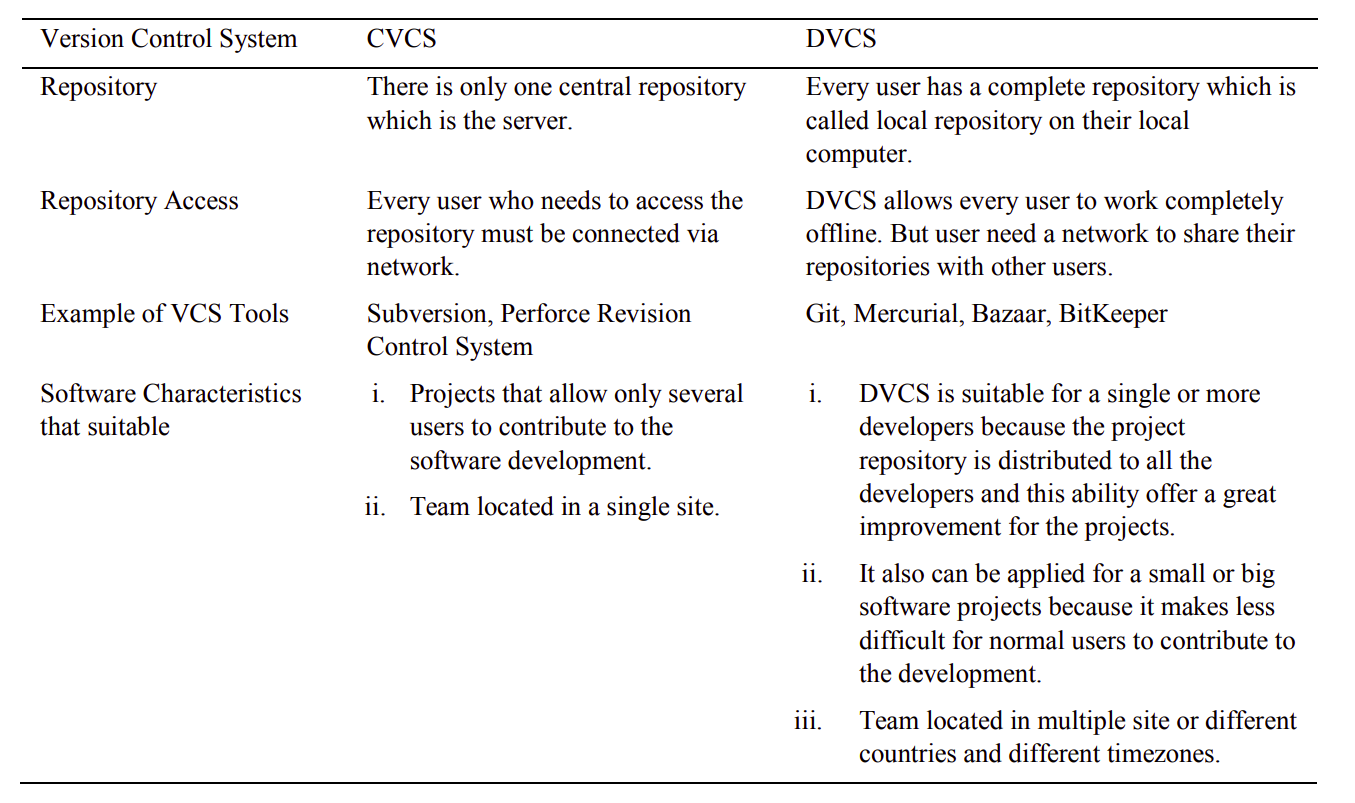 Version Control System CVCS DVCS
Repository There is only one central repository Every user has a complete repository which is
which is the server. called local repository on their local
computer.
Repository Access Every user who needs to access the DVCS allows every user to work completely
repository must be connected via offline. But user need a network to share their
network. repositories with other users.
Example of VCS Tools Subversion, Perforce Revision Git, Mercurial, Bazaar, BitKeeper
Control System
Software Characteristics i. Projects that allow only several i. DVCS is suitable for a single or more
that suitable users to contribute to the developers because the project
software development. repository is distributed to all the
ii. Team located in a single site. developers and this ability offer a great
improvement for the projects.
ii. It also can be applied for a small or big
software projects because it makes less
difficult for normal users to contribute to
the development.
iii. Team located in multiple site or different
countries and different timezones.